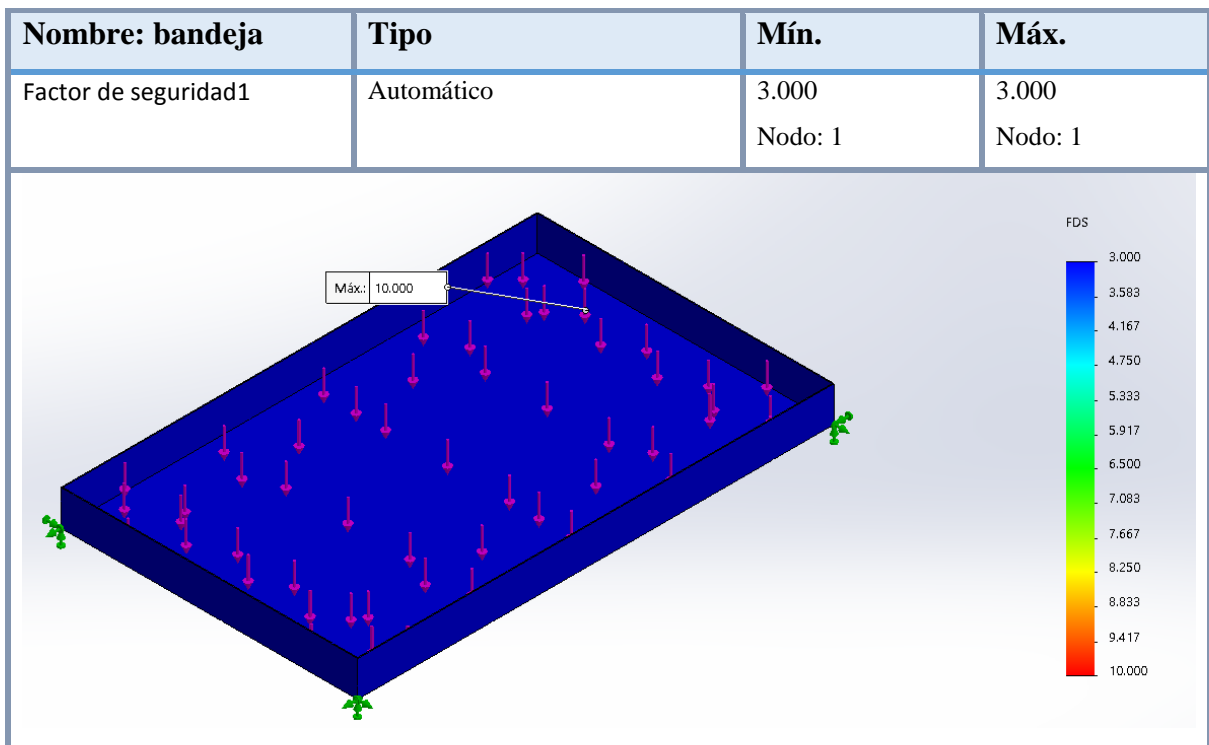 Nombre: bandeja Tipo Mín. Máx.
Factor de seguridad1 Automático 3.000 3.000
Nodo: 1 Nodo: 1
FDS
3.000
Máx.: 10.000
3.583
4.167
4.750
5.333
5.917
6.500
7.083
7.667
8.250
8.833
9.417
10.000